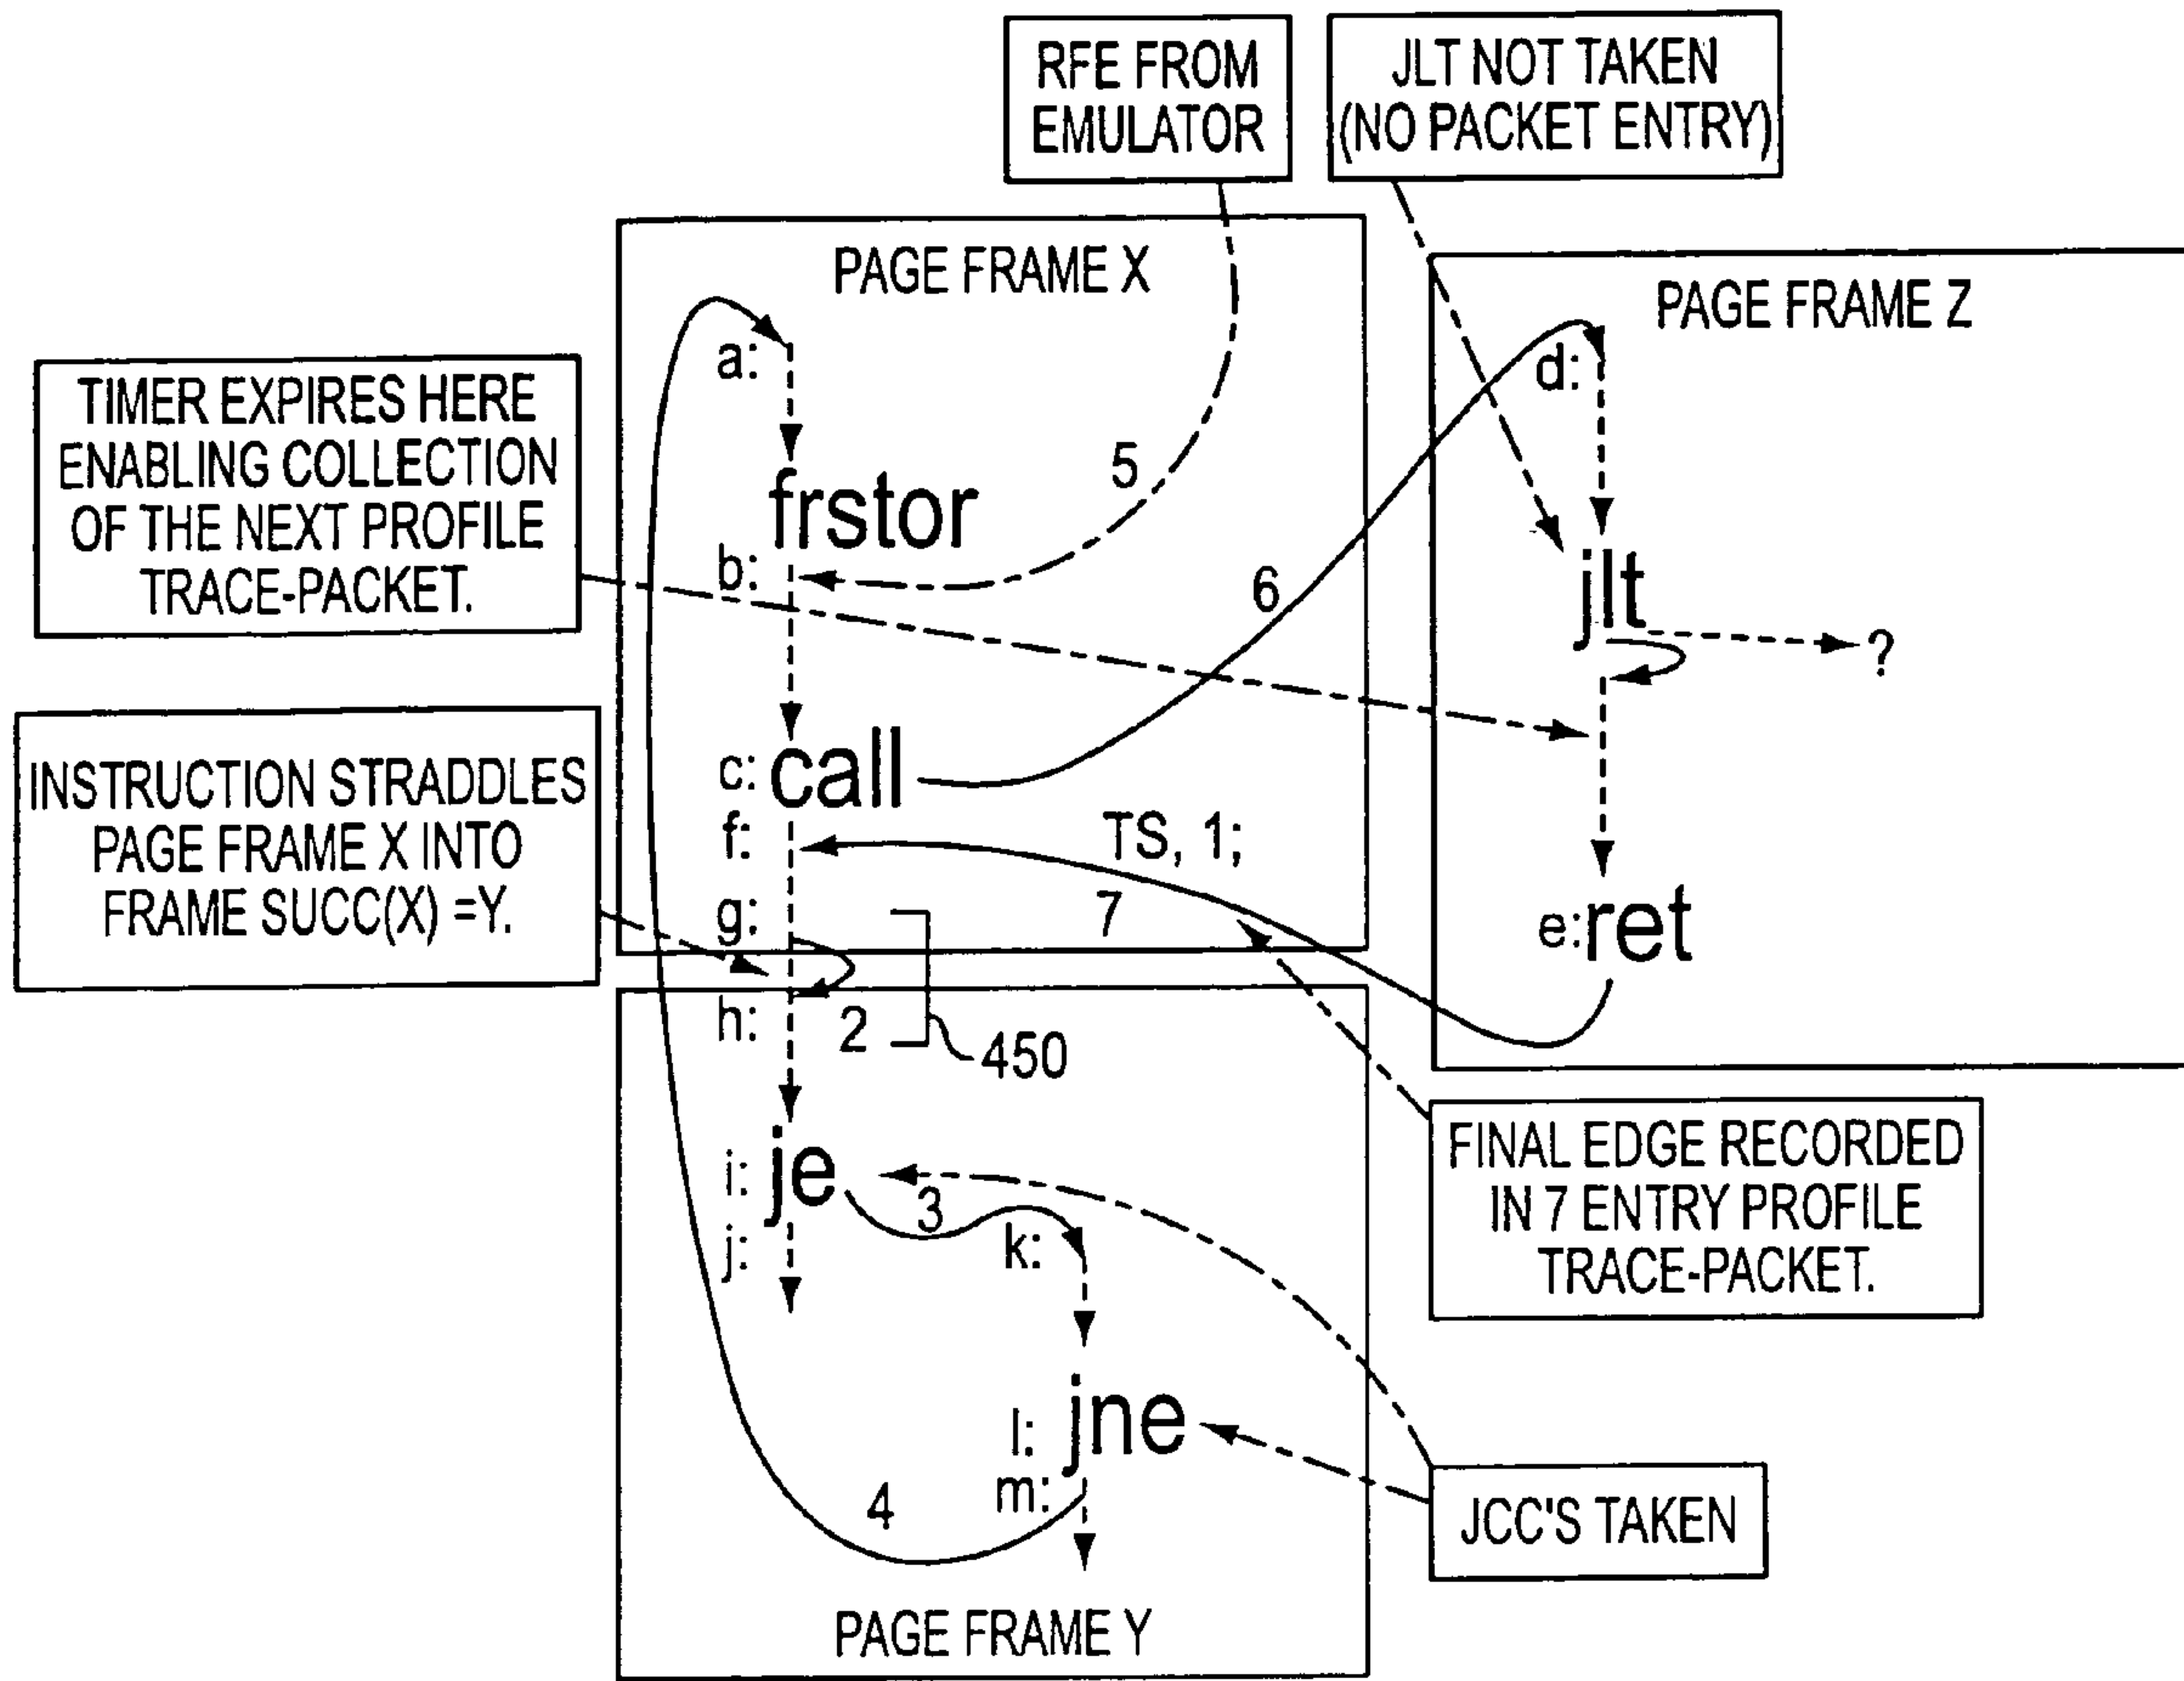 RFE FROM
EMULATOR
JLT NOT TAKEN
(NO PACKET ENTRY)
PAGE FRAME X
PAGE FRAME Z
TIMER EXPIRES HERE
ENABLING COLLECTION
OF THE NEXT PROFILE
TRACE-PACKET.
a:
d:
5
frstor
b:
6
jlt
?
INSTRUCTION STRADDLES
PAGE FRAME X INTO
FRAME SUCC(X) =Y.
c: call
f:
TS, 1;
g:
7
e: ret
h:
2
450
FINAL EDGE RECORDED
IN 7 ENTRY PROFILE
TRACE-PACKET.
i: je
3
j:
k:
l: jne
m:
4
JCC'S TAKEN
PAGE FRAME Y